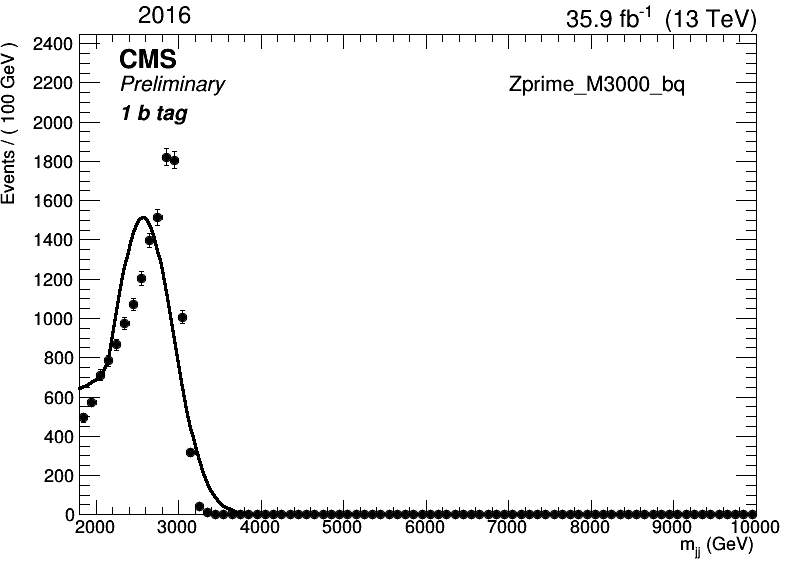 2016
35.9 fb⁻¹ (13 TeV)
CMS
Preliminary
1 b tag
Zprime_M3000_bq
Events / ( 100 GeV )
2400
2200
2000
1800
1600
1400
1200
1000
800
600
400
200
0
2000 3000 4000 5000 6000 7000 8000 9000 10000
m_jj (GeV)